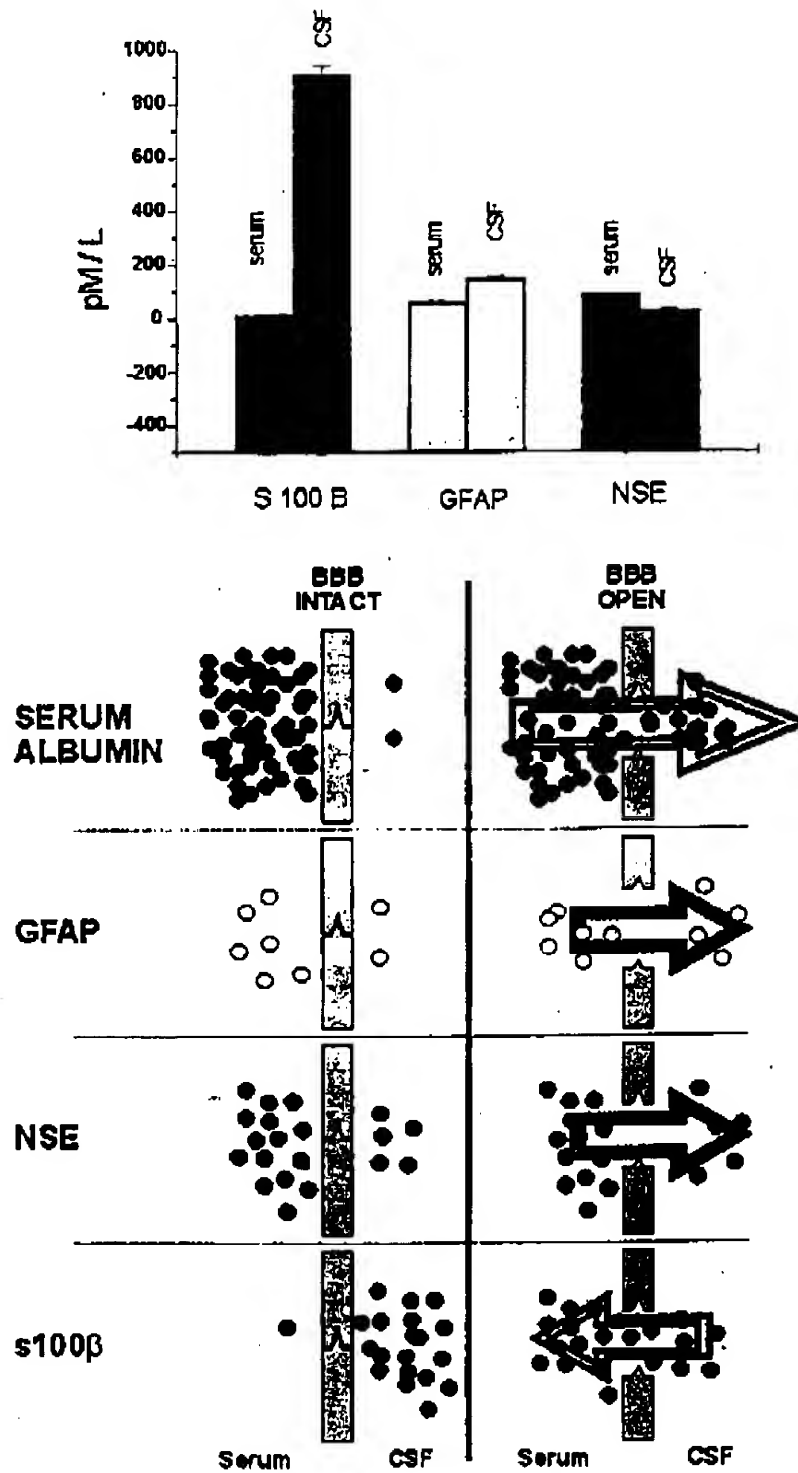 CSF
1000
800
serum
600
400
serum
CSF
serum
CSF
200
0
-200
-400
pM/L
S 100 B GFAP NSE
BBB INTACT
BBB OPEN
SERUM ALBUMIN
GFAP
NSE
s100β
Serum CSF Serum CSF